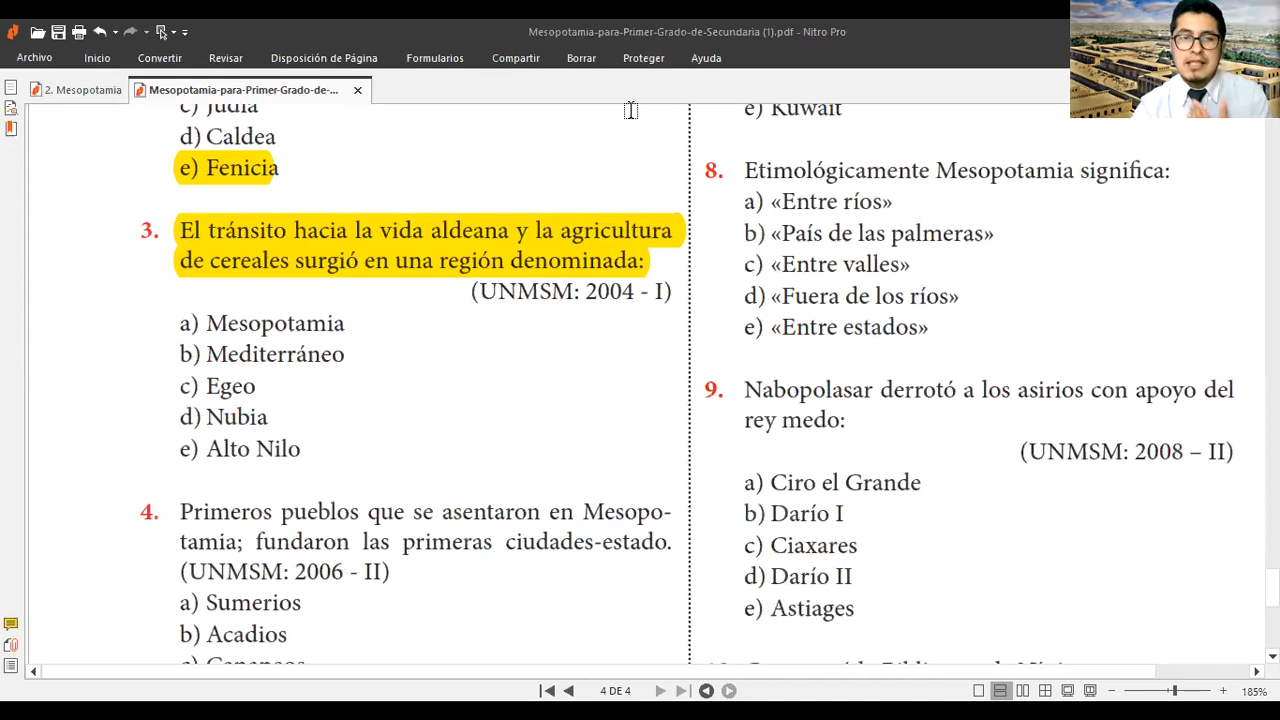 Mesopotamia-para-Primer-Grado-de-Secundaria (1).pdf - Nitro Pro
Archivo Inicio Convertir Revisar Disposición de Página Formularios Compartir Borrar Proteger Ayuda
2. Mesopotamia Mesopotamia-para-Primer-Grado-de-...
c) Judía
d) Caldea
e) Fenicia
3. El tránsito hacia la vida aldeana y la agricultura
de cereales surgió en una región denominada:
(UNMSM: 2004 - I)
a) Mesopotamia
b) Mediterráneo
c) Egeo
d) Nubia
e) Alto Nilo
4. Primeros pueblos que se asentaron en Mesopo-
tamia; fundaron las primeras ciudades-estado.
(UNMSM: 2006 - II)
a) Sumerios
b) Acadios
e) Kuwait
8. Etimológicamente Mesopotamia significa:
a) «Entre ríos»
b) «País de las palmeras»
c) «Entre valles»
d) «Fuera de los ríos»
e) «Entre estados»
9. Nabopolasar derrotó a los asirios con apoyo del
rey medo:
(UNMSM: 2008 – II)
a) Ciro el Grande
b) Darío I
c) Ciaxares
d) Darío II
e) Astiages
4 DE 4
185%